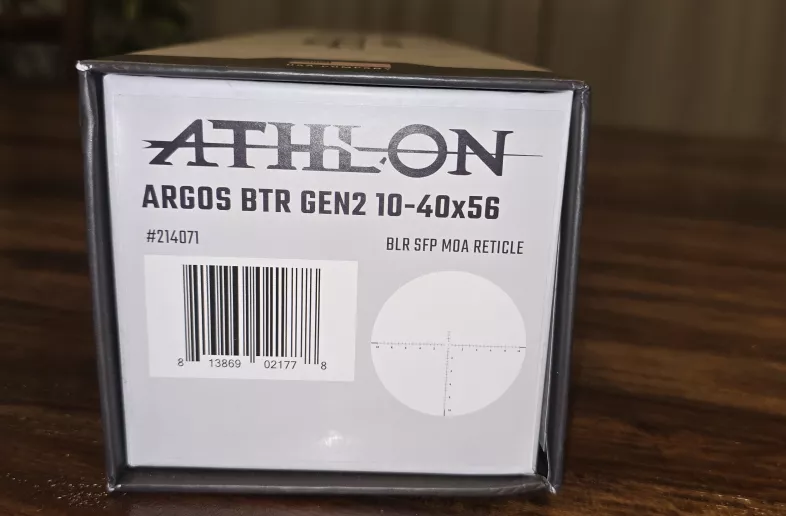 ATHLON
ARGOS BTR GEN2 10-40x56
#214071
BLR SFP MOA RETICLE
8 13869 02177 8